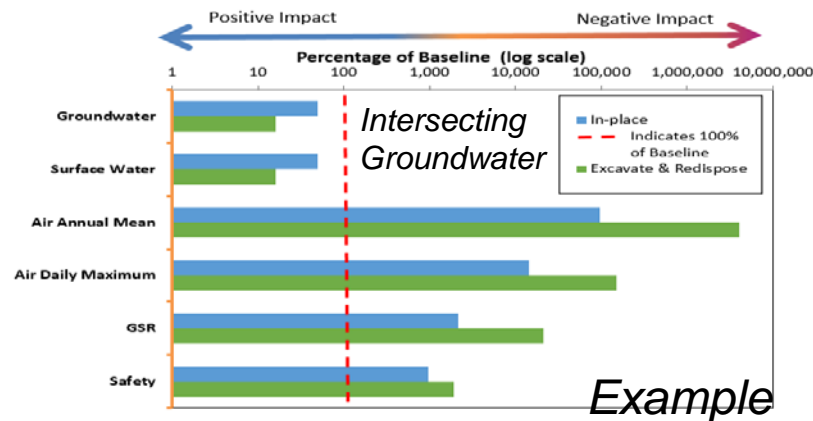 Positive Impact Negative Impact
Percentage of Baseline (log scale)
1 10 100 1,000 10,000 100,000 1,0000,000 10,000,000
Groundwater
Surface Water
Air Annual Mean
Air Daily Maximum
GSR
Safety
Intersecting
Groundwater
In-place
Indicates 100%
of Baseline
Excavate & Redispose
Example